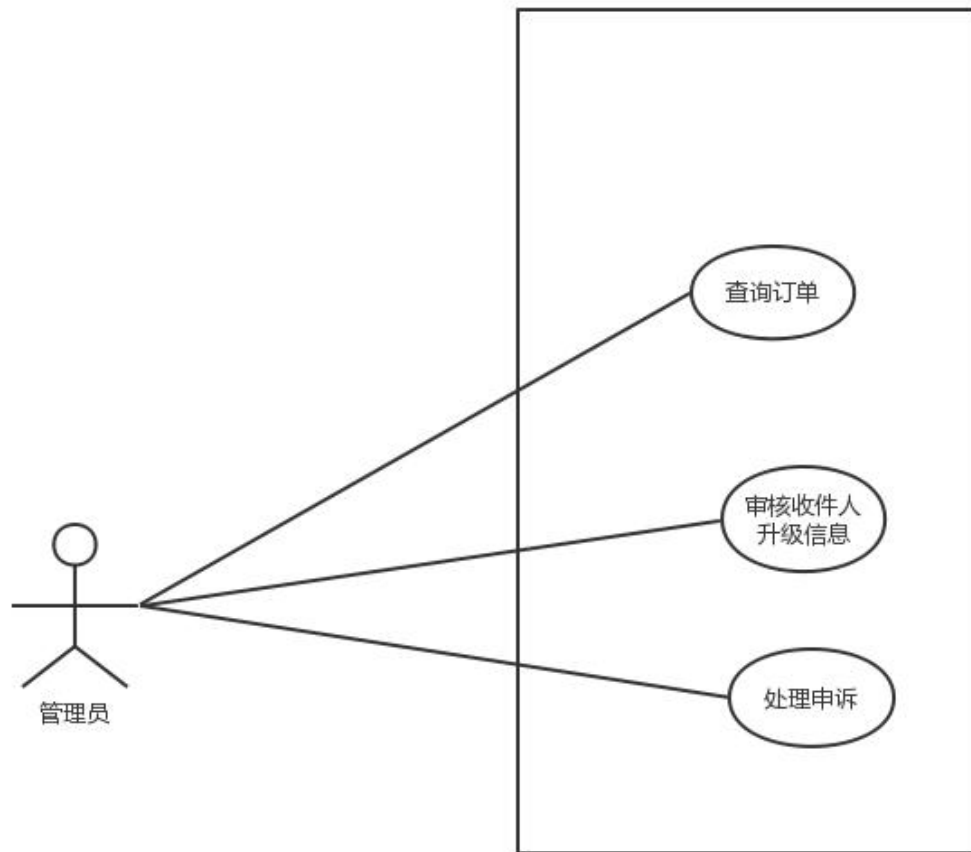 查询订单
审核收件人
升级信息
处理申诉
管理员